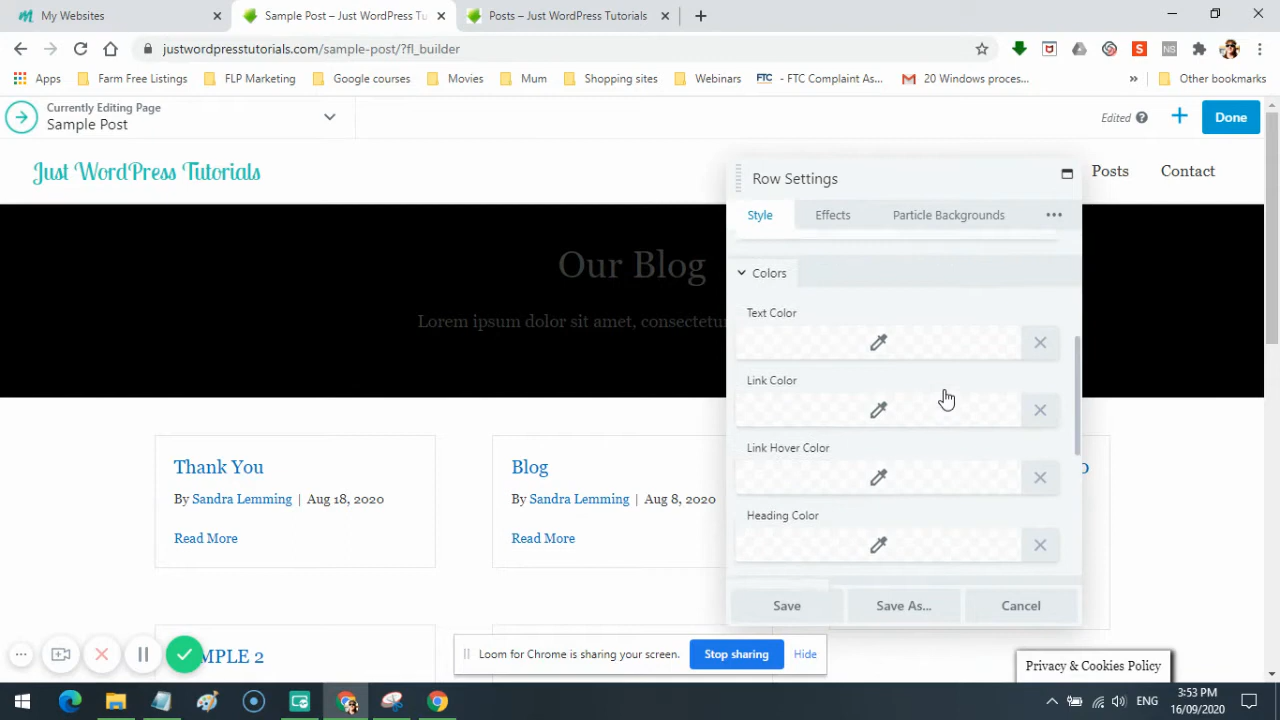 My Websites
Sample Post – Just WordPress Tu
Posts – Just WordPress Tutorials
justwordpresstutorials.com/sample-post/?fl_builder
Apps
Farm Free Listings
FLP Marketing
Google courses
Movies
Mum
Shopping sites
Webinars
FTC - FTC Complaint As...
20 Windows proces...
»
Other bookmarks
Currently Editing Page
Sample Post
Edited
Done
Just WordPress Tutorials
Posts
Contact
Our Blog
Lorem ipsum dolor sit amet, consectetu
Row Settings
Style
Effects
Particle Backgrounds
Colors
Text Color
Link Color
Link Hover Color
Heading Color
Save
Save As...
Cancel
Thank You
By Sandra Lemming | Aug 18, 2020
Read More
Blog
By Sandra Lemming | Aug 8, 2020
Read More
MPLE 2
Loom for Chrome is sharing your screen.
Stop sharing
Hide
Privacy & Cookies Policy
ENG
3:53 PM
16/09/2020